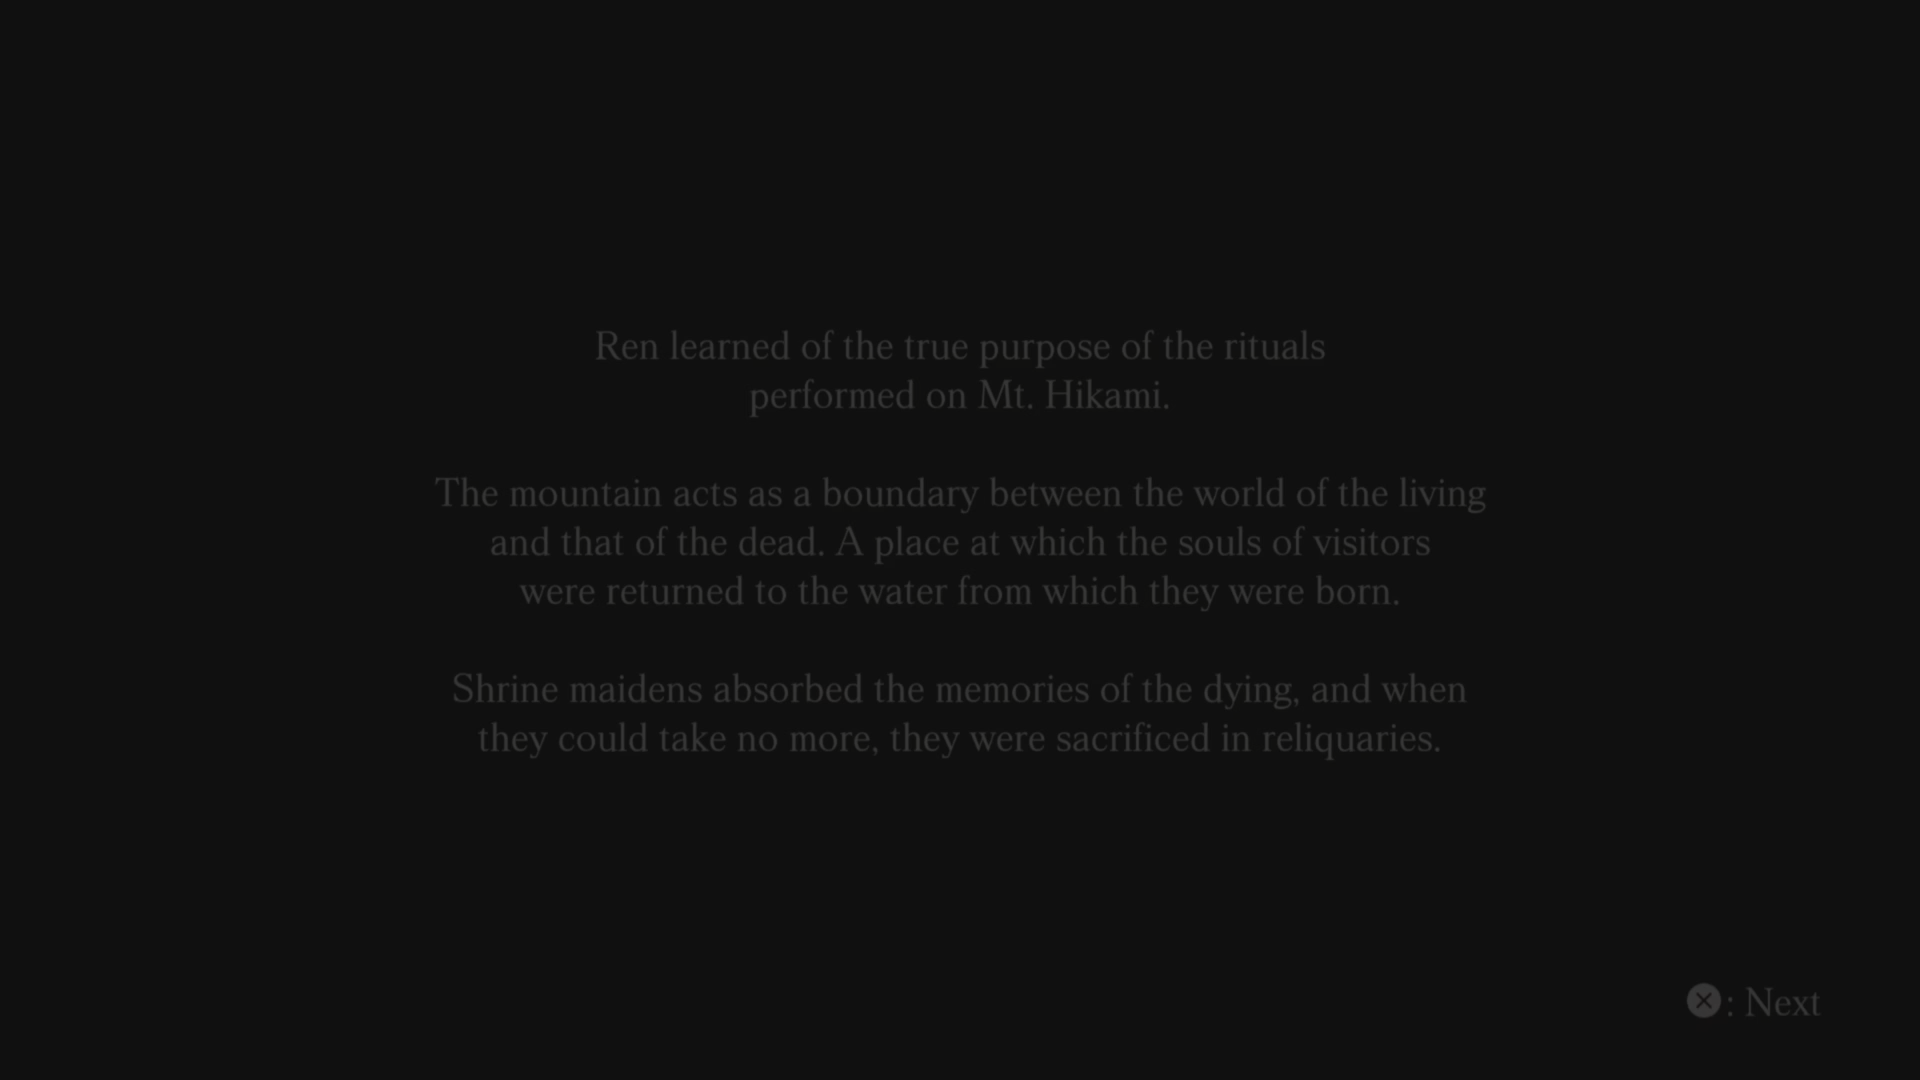 Ren learned of the true purpose of the rituals
performed on Mt. Hikami.
The mountain acts as a boundary between the world of the living
and that of the dead. A place at which the souls of visitors
were returned to the water from which they were born.
Shrine maidens absorbed the memories of the dying, and when
they could take no more, they were sacrificed in reliquaries.
: Next